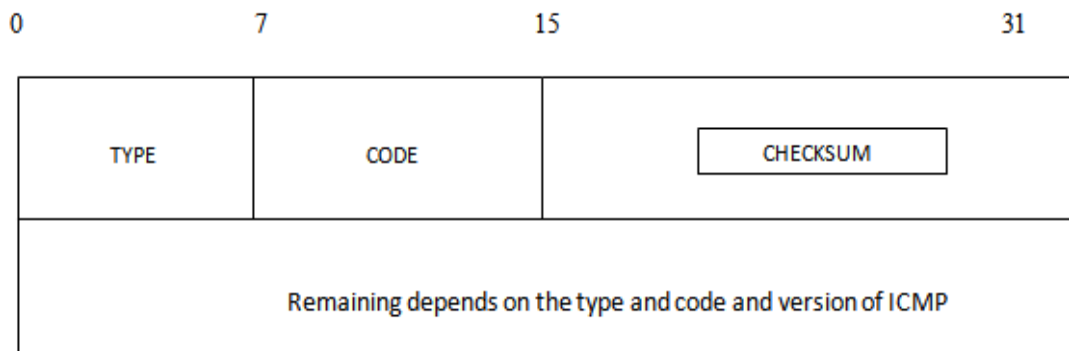 0 7 15 31
TYPE CODE CHECKSUM
Remaining depends on the type and code and version of ICMP